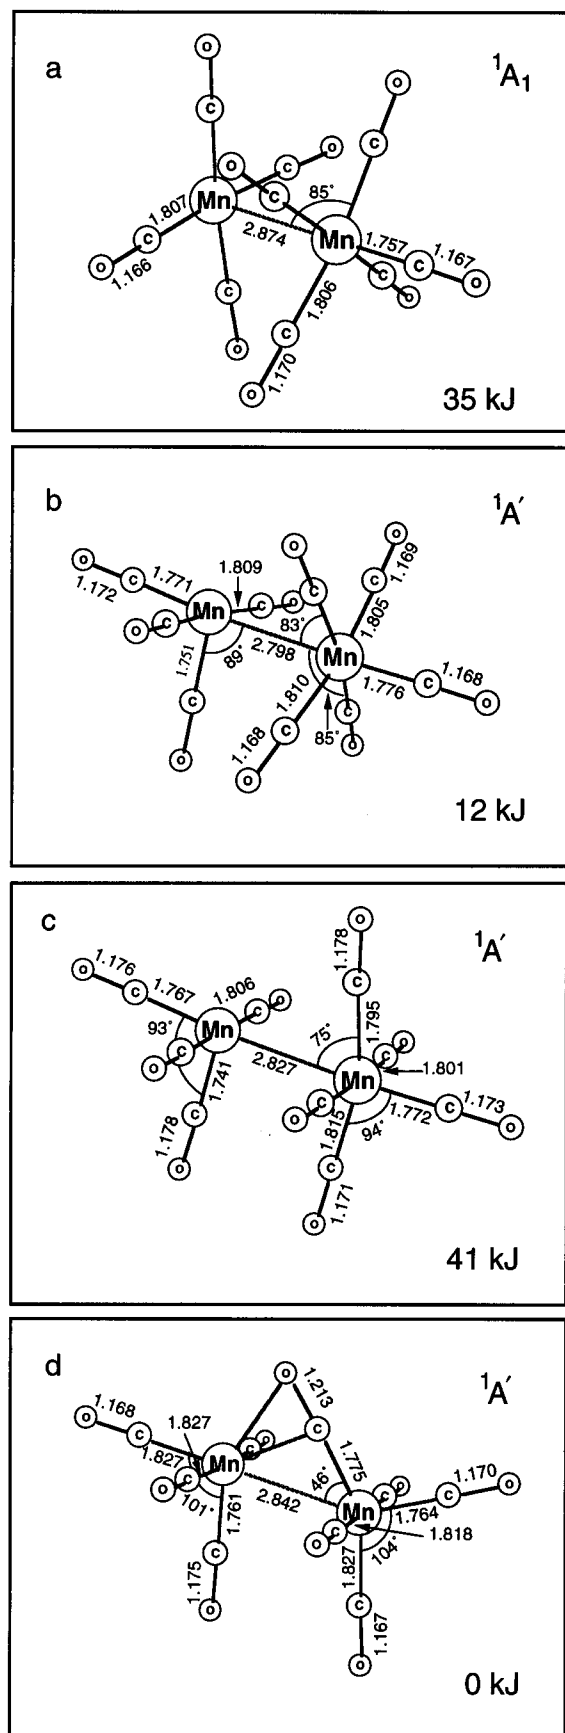 a
¹A₁
O
O
C
C
O
C
O
C
85°
Mn
1.807
C
2.874
Mn
1.757
1.167
C
O
1.166
O
C
C
O
1.806
C
O
1.170
O
35 kJ
b
¹A′
O
O
1.169
C
1.771
1.809
C
C
1.172
Mn
C
O
1.805
O
C
83°
89°
2.798
Mn
1.751
1.776
C
1.168
O
C
1.810
C
O
C
85°
O
1.168
O
12 kJ
c
¹A′
O
1.178
O
1.176
C
1.767
1.806
C
O
C
1.795
93°
Mn
75°
O
C
C
O
2.827
1.801
Mn
1.741
C
1.772
C
1.173
O
C
O
1.815
94°
1.178
C
O
1.171
O
41 kJ
d
¹A′
O
1.213
1.168
O
C
C
1.827
O
C
1.775
1.827
Mn
C
O
C
46°
O
1.170
O
101°
2.842
C
C
1.764
1.761
Mn
C
1.818
O
104°
C
1.827
1.175
O
C
1.167
O
0 kJ